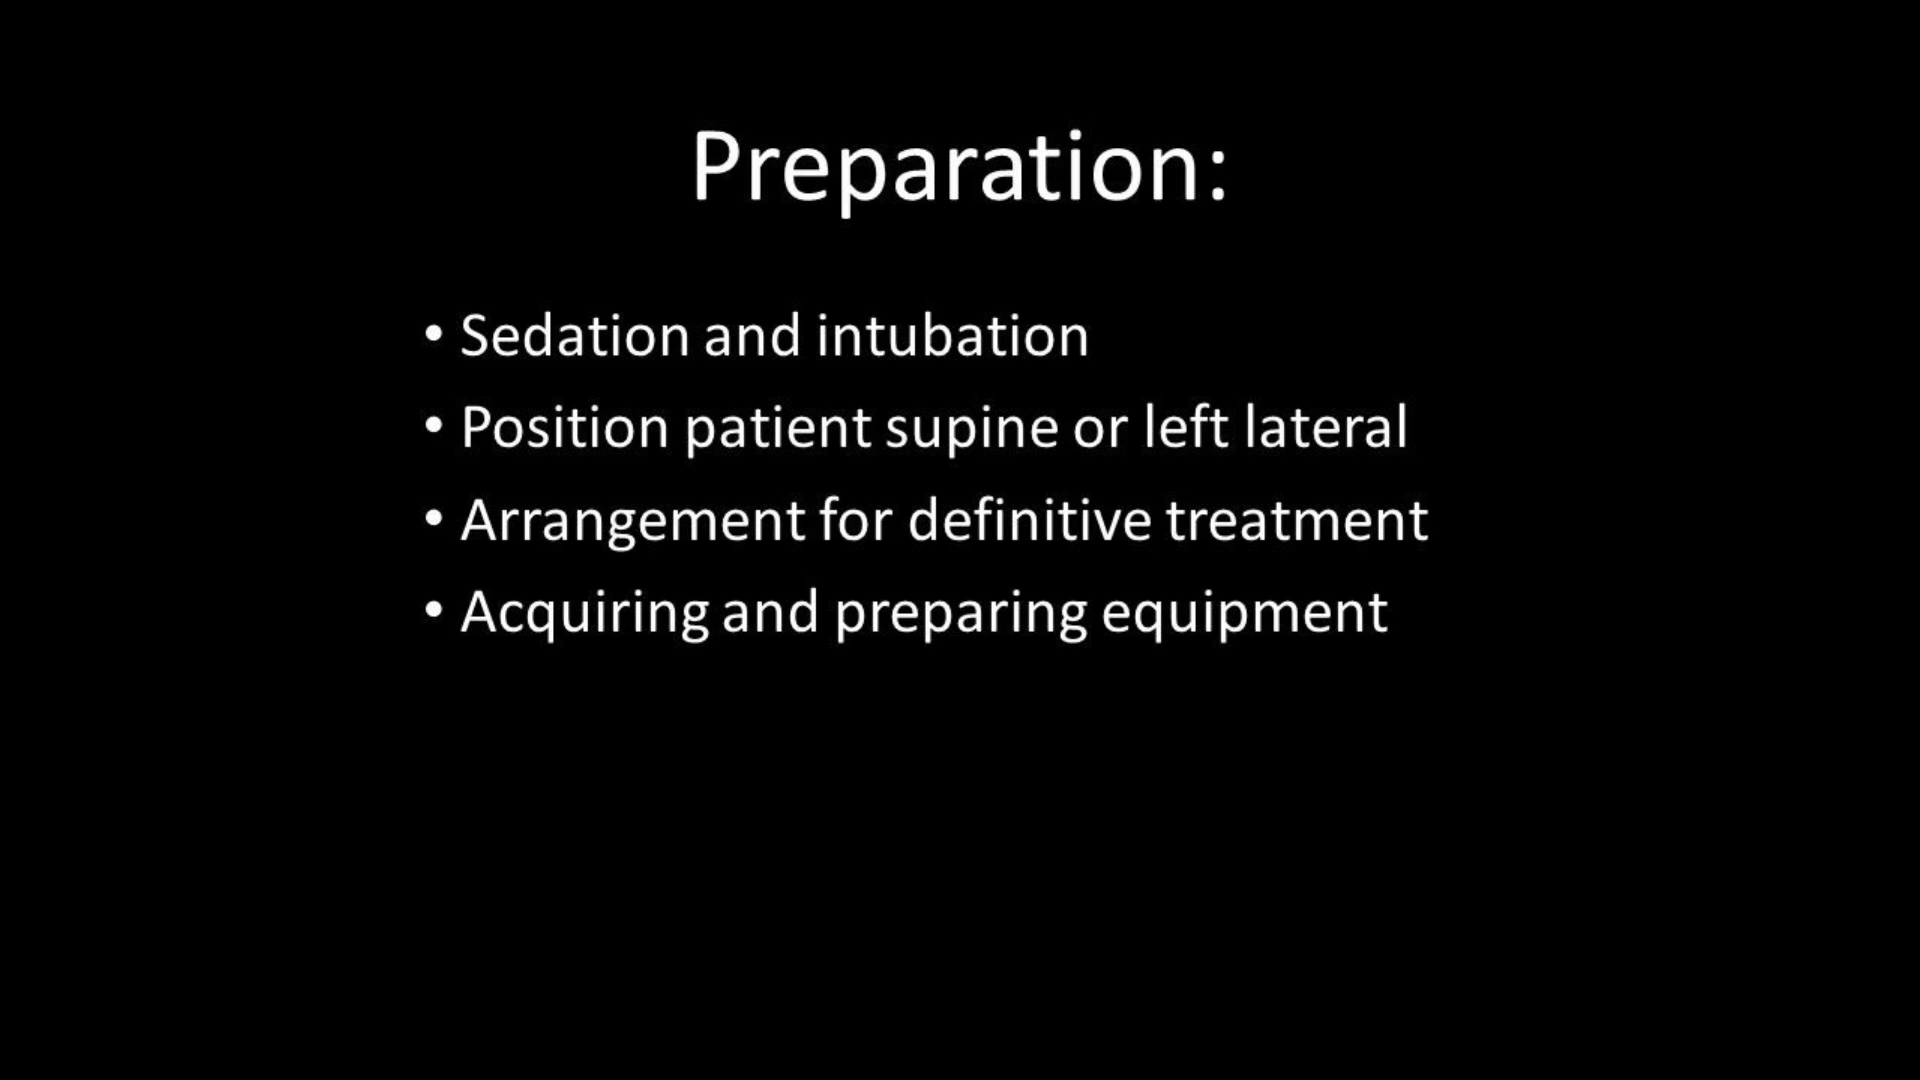 Preparation:
• Sedation and intubation
• Position patient supine or left lateral
• Arrangement for definitive treatment
• Acquiring and preparing equipment